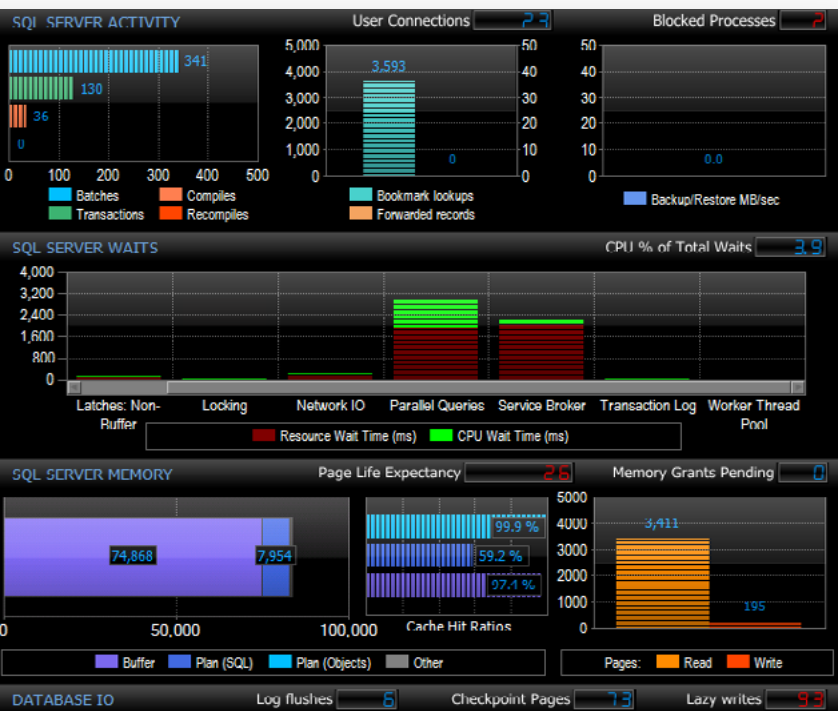 SQL SERVER ACTIVITY User Connections 23 Blocked Processes 2
341
130
36
0
0 100 200 300 400 500
Batches Compiles
Transactions Recompiles
5,000 50
4,000 40
3,000 30
2,000 20
1,000 10
0 0
3,593
0
Bookmark lookups
Forwarded records
50
40
30
20
10
0
0.0
Backup/Restore MB/sec
SQL SERVER WAITS CPU % of Total Waits 3.9
4,000
3,200
2,400
1,600
800
0
Latches: Non-Buffer Locking Network IO Parallel Queries Service Broker Transaction Log Worker Thread Pool
Resource Wait Time (ms) CPU Wait Time (ms)
SQL SERVER MEMORY Page Life Expectancy 26 Memory Grants Pending 0
74,868 7,954
0 50,000 100,000
99.9 %
59.2 %
97.4 %
Cache Hit Ratios
5000
4000
3000
2000
1000
0
3,411
195
Buffer Plan (SQL) Plan (Objects) Other
Pages: Read Write
DATABASE IO Log flushes 6 Checkpoint Pages 73 Lazy writes 93